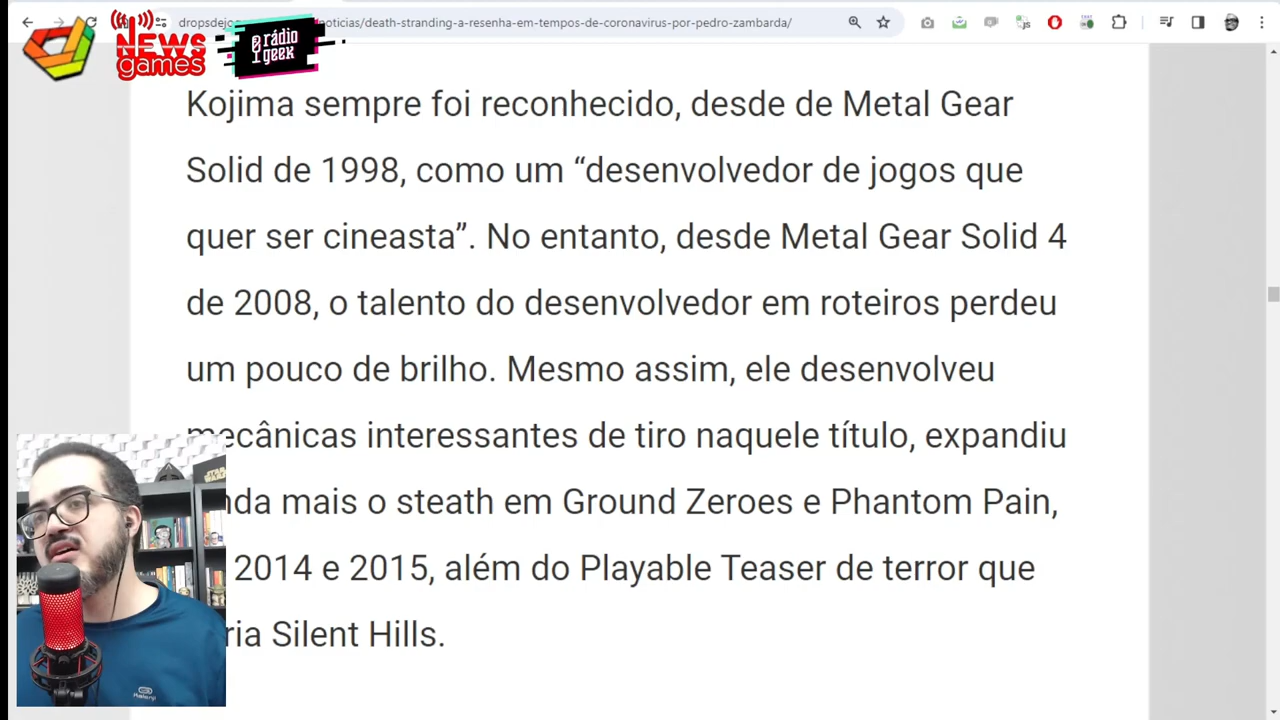 dropsdejo
noticias/death-stranding-a-resenha-em-tempos-de-coronavirus-por-pedro-zambarda/
NEWS
games
rádio
geek
Kojima sempre foi reconhecido, desde de Metal Gear
Solid de 1998, como um “desenvolvedor de jogos que
quer ser cineasta”. No entanto, desde Metal Gear Solid 4
de 2008, o talento do desenvolvedor em roteiros perdeu
um pouco de brilho. Mesmo assim, ele desenvolveu
mecânicas interessantes de tiro naquele título, expandiu
nda mais o steath em Ground Zeroes e Phantom Pain,
2014 e 2015, além do Playable Teaser de terror que
ria Silent Hills.
STAR
WARS